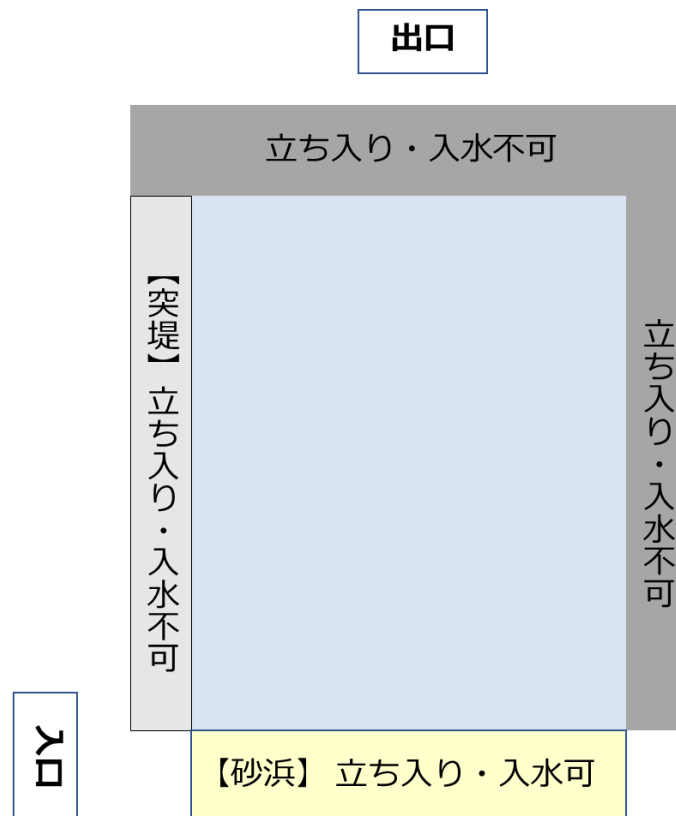 出口
立ち入り・入水不可
【突堤】 立ち入り・入水不可
立ち入り・入水不可
入口
【砂浜】 立ち入り・入水可